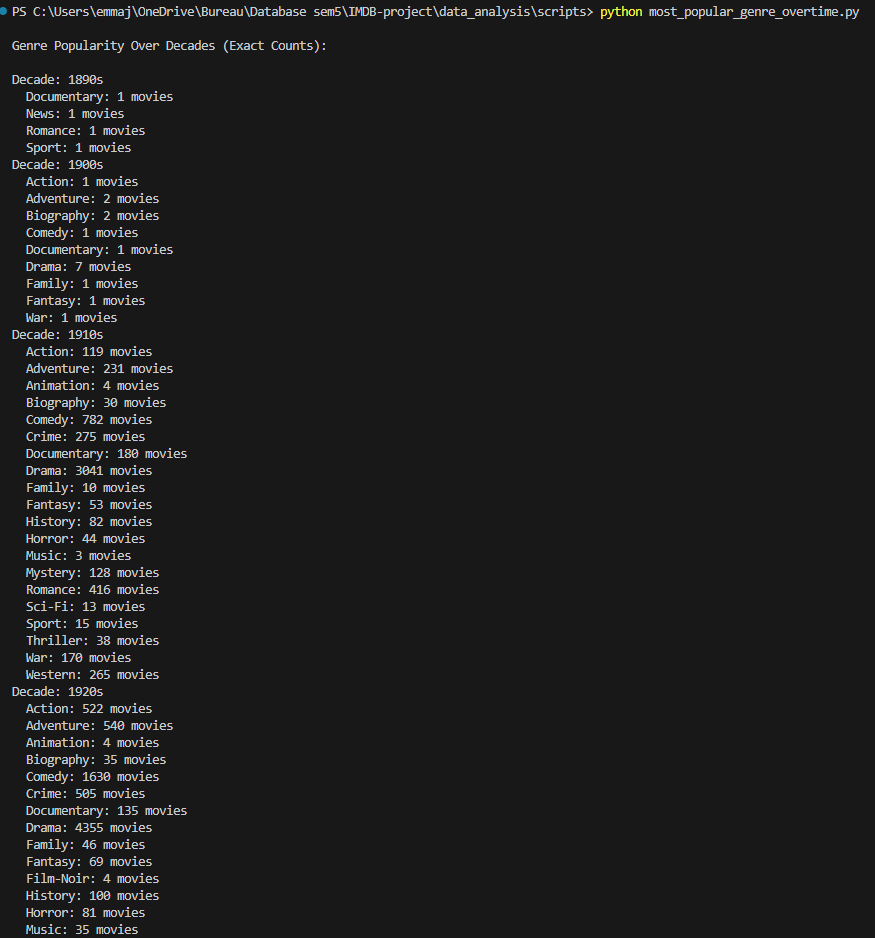 PS C:\Users\emmaj\OneDrive\Bureau\Database sem5\IMDB-project\data_analysis\scripts> python most_popular_genre_overtime.py
Genre Popularity Over Decades (Exact Counts):
Decade: 1890s
Documentary: 1 movies
News: 1 movies
Romance: 1 movies
Sport: 1 movies
Decade: 1900s
Action: 1 movies
Adventure: 2 movies
Biography: 2 movies
Comedy: 1 movies
Documentary: 1 movies
Drama: 7 movies
Family: 1 movies
Fantasy: 1 movies
War: 1 movies
Decade: 1910s
Action: 119 movies
Adventure: 231 movies
Animation: 4 movies
Biography: 30 movies
Comedy: 782 movies
Crime: 275 movies
Documentary: 180 movies
Drama: 3041 movies
Family: 10 movies
Fantasy: 53 movies
History: 82 movies
Horror: 44 movies
Music: 3 movies
Mystery: 128 movies
Romance: 416 movies
Sci-Fi: 13 movies
Sport: 15 movies
Thriller: 38 movies
War: 170 movies
Western: 265 movies
Decade: 1920s
Action: 522 movies
Adventure: 540 movies
Animation: 4 movies
Biography: 35 movies
Comedy: 1630 movies
Crime: 505 movies
Documentary: 135 movies
Drama: 4355 movies
Family: 46 movies
Fantasy: 69 movies
Film-Noir: 4 movies
History: 100 movies
Horror: 81 movies
Music: 35 movies